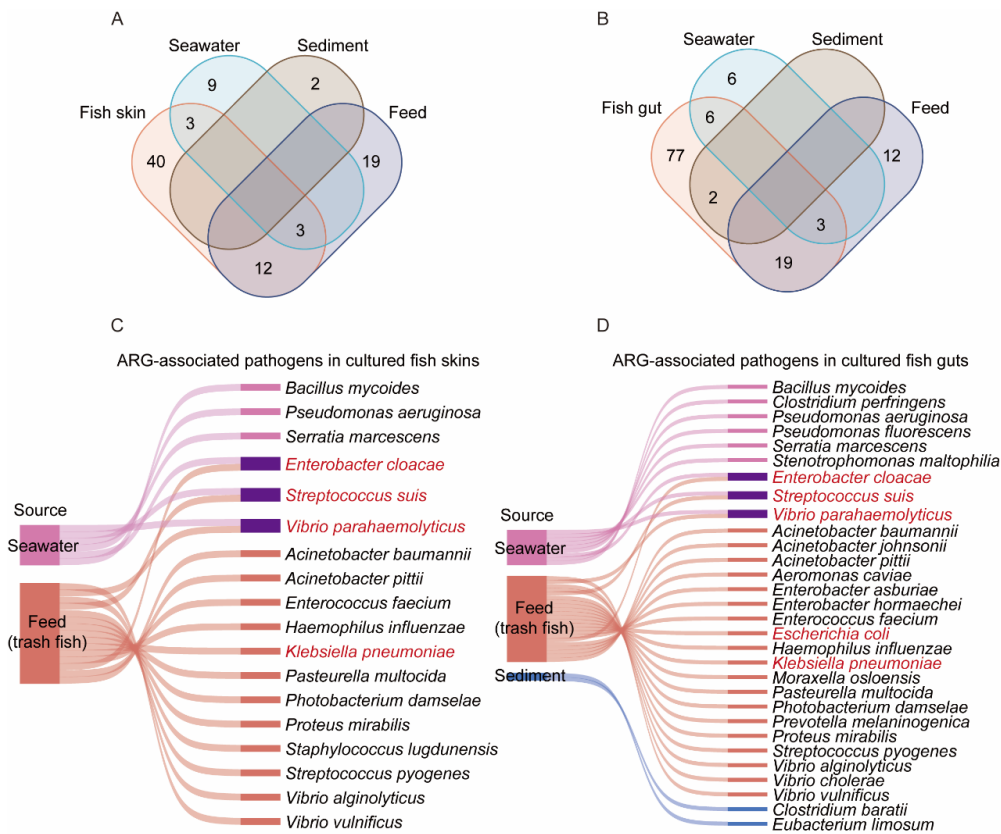 A
B
Seawater
Sediment
Fish skin
Feed
9
2
3
40
19
3
12
Seawater
Sediment
Fish gut
Feed
6
6
77
12
2
3
19
C
ARG-associated pathogens in cultured fish skins
Source
Seawater
Feed
(trash fish)
Bacillus mycoides
Pseudomonas aeruginosa
Serratia marcescens
Enterobacter cloacae
Streptococcus suis
Vibrio parahaemolyticus
Acinetobacter baumannii
Acinetobacter pittii
Enterococcus faecium
Haemophilus influenzae
Klebsiella pneumoniae
Pasteurella multocida
Photobacterium damselae
Proteus mirabilis
Staphylococcus lugdunensis
Streptococcus pyogenes
Vibrio alginolyticus
Vibrio vulnificus
D
ARG-associated pathogens in cultured fish guts
Source
Seawater
Feed
(trash fish)
Sediment
Bacillus mycoides
Clostridium perfringens
Pseudomonas aeruginosa
Pseudomonas fluorescens
Serratia marcescens
Stenotrophomonas maltophilia
Enterobacter cloacae
Streptococcus suis
Vibrio parahaemolyticus
Acinetobacter baumannii
Acinetobacter johnsonii
Acinetobacter pittii
Aeromonas caviae
Enterobacter asburiae
Enterobacter hormaechei
Enterococcus faecium
Escherichia coli
Haemophilus influenzae
Klebsiella pneumoniae
Moraxella osloensis
Pasteurella multocida
Photobacterium damselae
Prevotella melaninogenica
Proteus mirabilis
Streptococcus pyogenes
Vibrio alginolyticus
Vibrio cholerae
Vibrio vulnificus
Clostridium baratii
Eubacterium limosum